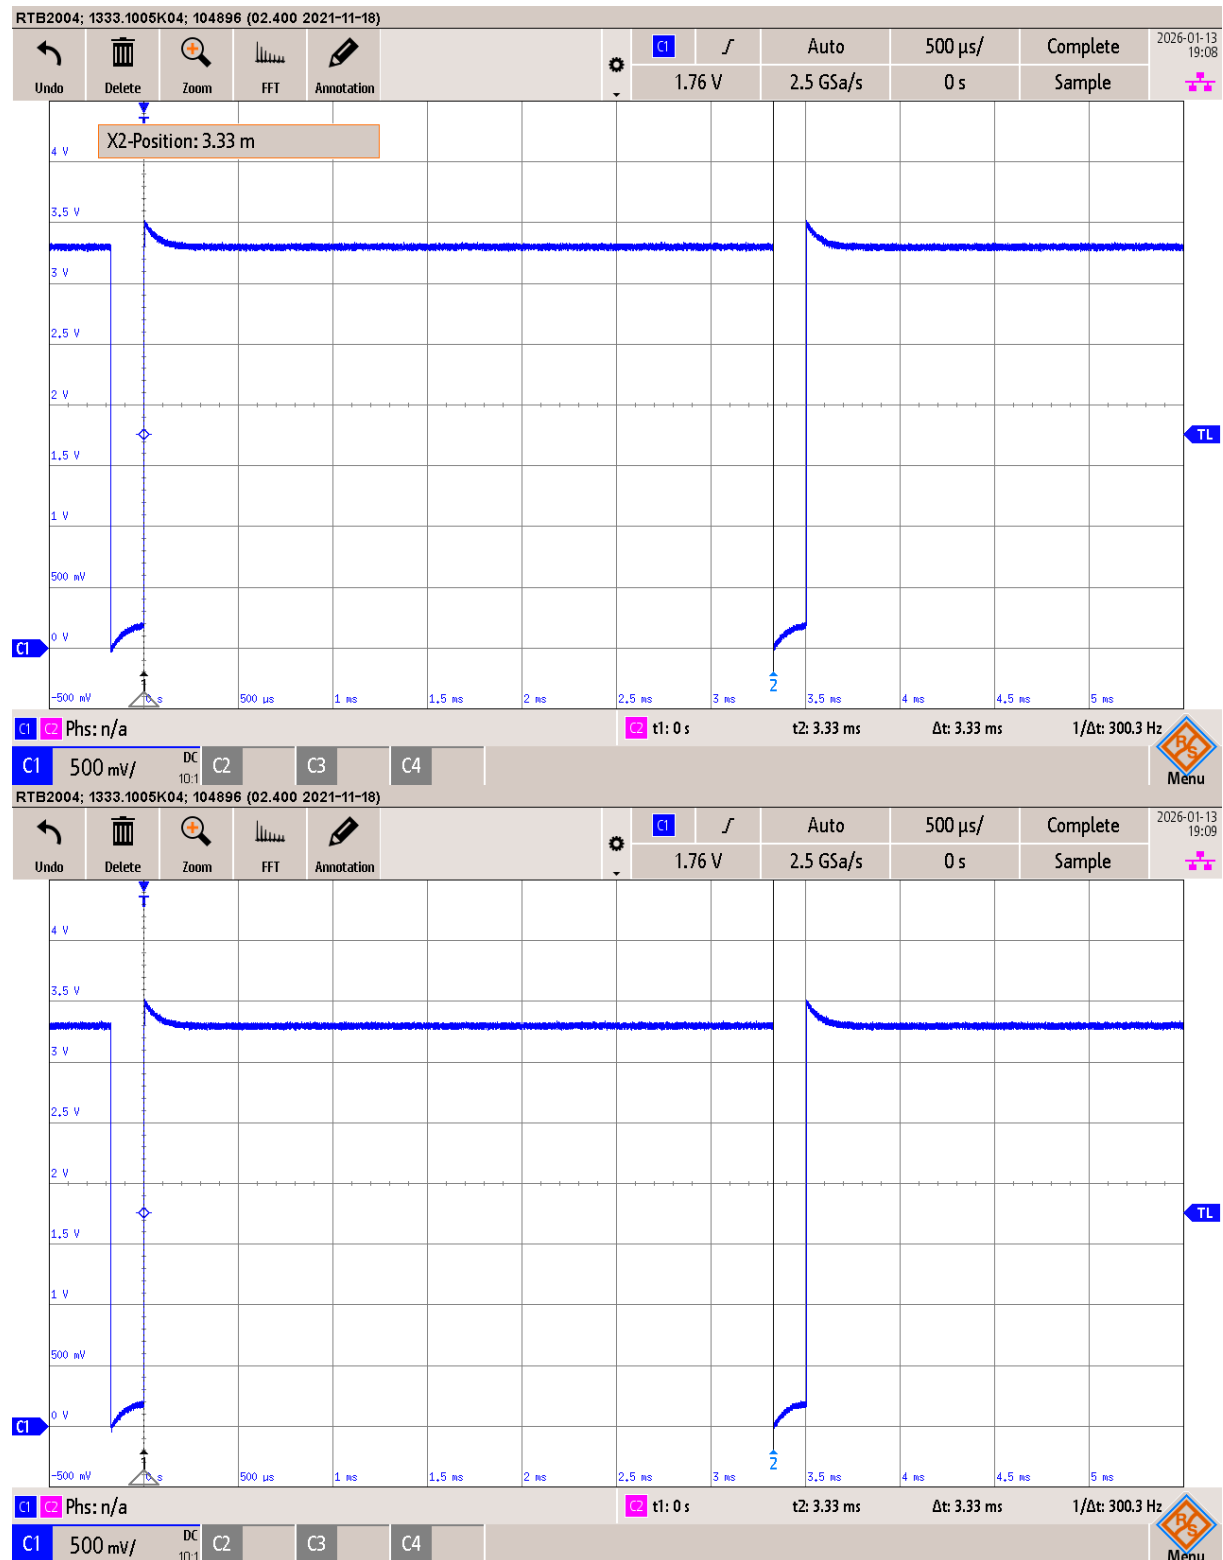 RTB2004; 1333.1005K04; 104896 (02.400 2021-11-18)
Undo Delete Zoom FFT Annotation
C1 Auto 500 µs/ Complete
1.76 V 2.5 GSa/s 0 s Sample
2026-01-13
19:08
T
X2-Position: 3.33 m
4 V
3.5 V
3 V
2.5 V
2 V
TL
1.5 V
1 V
500 mV
C1 0 V
1 2
-500 mV 0 s 500 µs 1 ms 1.5 ms 2 ms 2.5 ms 3 ms 3.5 ms 4 ms 4.5 ms 5 ms
C1 C2 Phs: n/a C2 t1: 0 s t2: 3.33 ms Δt: 3.33 ms 1/Δt: 300.3 Hz
C1 500 mV/ DC 10:1 C2 C3 C4 R&S Menu
RTB2004; 1333.1005K04; 104896 (02.400 2021-11-18)
Undo Delete Zoom FFT Annotation
C1 Auto 500 µs/ Complete
1.76 V 2.5 GSa/s 0 s Sample
2026-01-13
19:09
T
4 V
3.5 V
3 V
2.5 V
2 V
TL
1.5 V
1 V
500 mV
C1 0 V
1 2
-500 mV 0 s 500 µs 1 ms 1.5 ms 2 ms 2.5 ms 3 ms 3.5 ms 4 ms 4.5 ms 5 ms
C1 C2 Phs: n/a C2 t1: 0 s t2: 3.33 ms Δt: 3.33 ms 1/Δt: 300.3 Hz
C1 500 mV/ DC 10:1 C2 C3 C4 R&S Menu